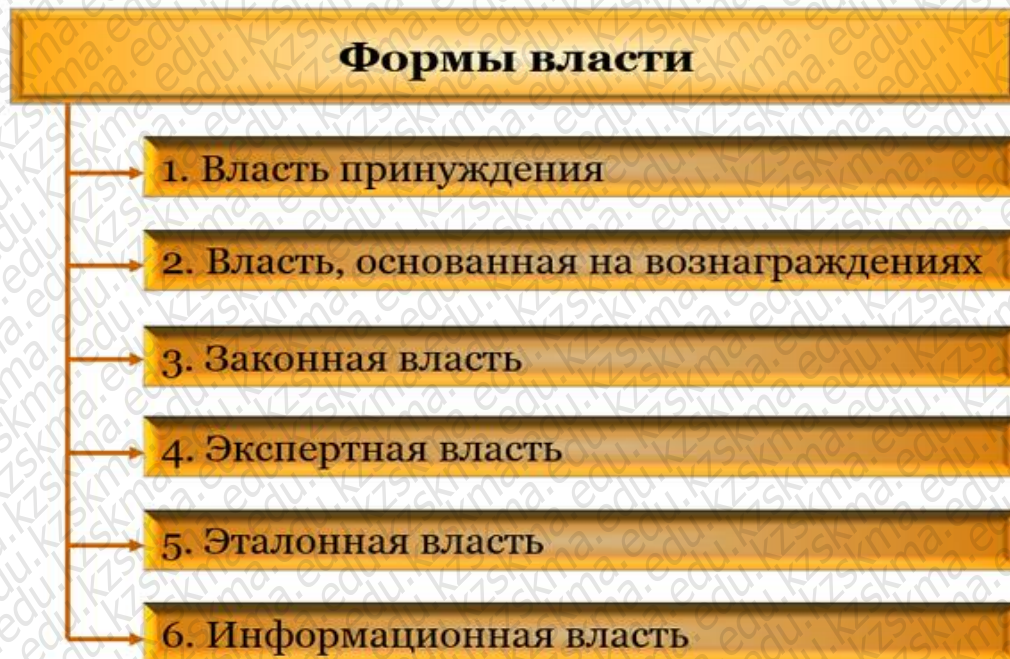 Формы власти
1. Власть принуждения
2. Власть, основанная на вознаграждениях
3. Законная власть
4. Экспертная власть
5. Эталонная власть
6. Информационная власть